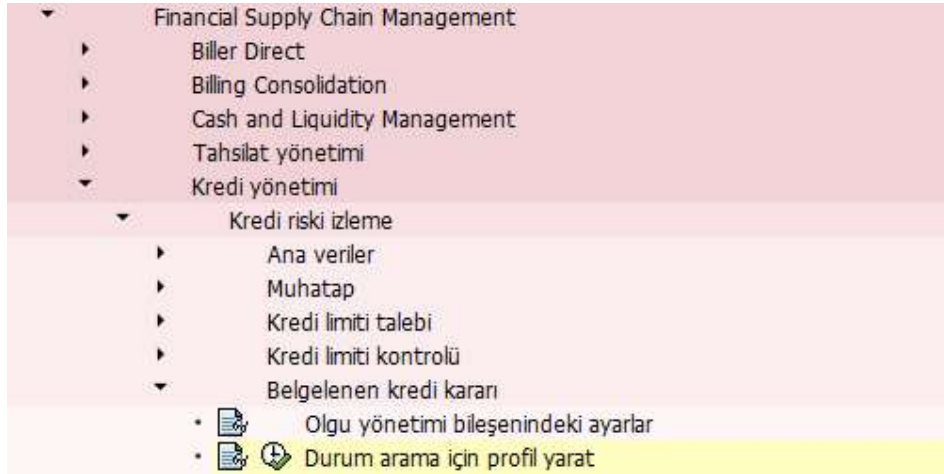 Financial Supply Chain Management
Biller Direct
Billing Consolidation
Cash and Liquidity Management
Tahsilat yönetimi
Kredi yönetimi
Kredi riski izleme
Ana veriler
Muhatap
Kredi limiti talebi
Kredi limiti kontrolü
Belgelenen kredi kararı
Olgu yönetimi bileşenindeki ayarlar
Durum arama için profil yarat